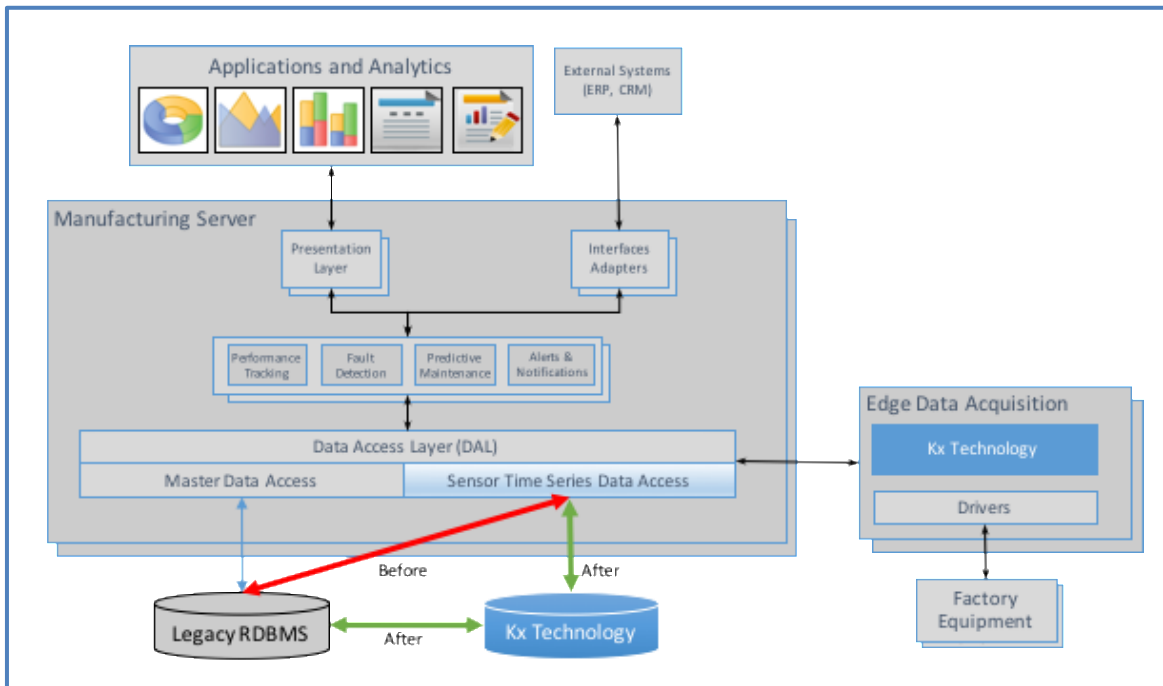 Applications and Analytics
External Systems
(ERP, CRM)
Manufacturing Server
Presentation
Layer
Interfaces
Adapters
Performance
Tracking
Fault
Detection
Predictive
Maintenance
Alerts &
Notifications
Data Access Layer (DAL)
Master Data Access
Sensor Time Series Data Access
Edge Data Acquisition
Kx Technology
Drivers
Factory
Equipment
Before
After
Legacy RDBMS
After
Kx Technology